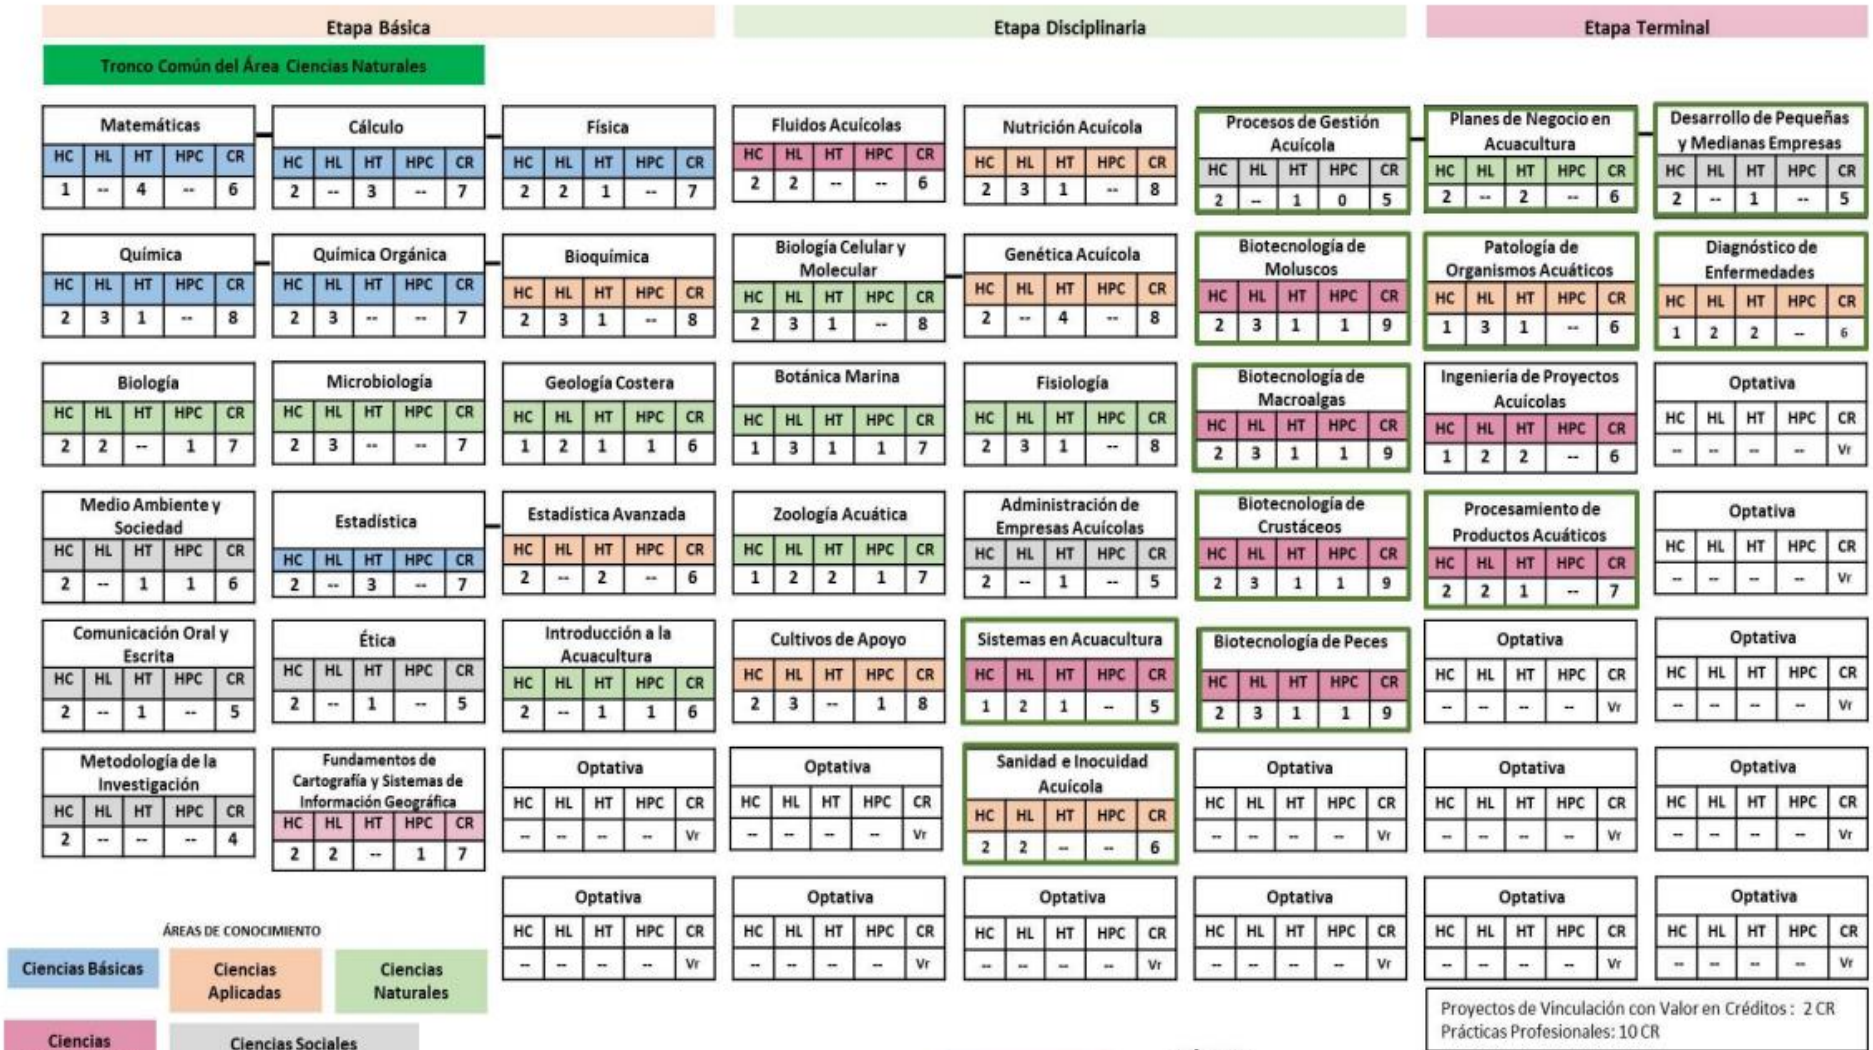 Etapa Básica
Etapa Disciplinaria
Etapa Terminal
Tronco Común del Área Ciencias Naturales
Matemáticas
HC HL HT HPC CR
1 -- 4 -- 6
Cálculo
HC HL HT HPC CR
2 -- 3 -- 7
Física
HC HL HT HPC CR
2 2 1 -- 7
Fluidos Acuícolas
HC HL HT HPC CR
2 2 -- -- 6
Nutrición Acuícola
HC HL HT HPC CR
2 3 1 -- 8
Procesos de Gestión
Acuícola
HC HL HT HPC CR
2 -- 1 0 5
Planes de Negocio en
Acuacultura
HC HL HT HPC CR
2 -- 2 -- 6
Desarrollo de Pequeñas
y Medianas Empresas
HC HL HT HPC CR
2 -- 1 -- 5
Química
HC HL HT HPC CR
2 3 1 -- 8
Química Orgánica
HC HL HT HPC CR
2 3 -- -- 7
Bioquímica
HC HL HT HPC CR
2 3 1 -- 8
Biología Celular y
Molecular
HC HL HT HPC CR
2 3 1 -- 8
Genética Acuícola
HC HL HT HPC CR
2 -- 4 -- 8
Biotecnología de
Moluscos
HC HL HT HPC CR
2 3 1 1 9
Patología de
Organismos Acuáticos
HC HL HT HPC CR
1 3 1 -- 6
Diagnóstico de
Enfermedades
HC HL HT HPC CR
1 2 2 -- 6
Biología
HC HL HT HPC CR
2 2 -- 1 7
Microbiología
HC HL HT HPC CR
2 3 -- -- 7
Geología Costera
HC HL HT HPC CR
1 2 1 1 6
Botánica Marina
HC HL HT HPC CR
1 3 1 1 7
Fisiología
HC HL HT HPC CR
2 3 1 -- 8
Biotecnología de
Macroalgas
HC HL HT HPC CR
2 3 1 1 9
Ingeniería de Proyectos
Acuícolas
HC HL HT HPC CR
1 2 2 -- 6
Optativa
HC HL HT HPC CR
-- -- -- -- Vr
Medio Ambiente y
Sociedad
HC HL HT HPC CR
2 -- 1 1 6
Estadística
HC HL HT HPC CR
2 -- 3 -- 7
Estadística Avanzada
HC HL HT HPC CR
2 -- 2 -- 6
Zoología Acuática
HC HL HT HPC CR
1 2 2 1 7
Administración de
Empresas Acuícolas
HC HL HT HPC CR
2 -- 1 -- 5
Biotecnología de
Crustáceos
HC HL HT HPC CR
2 3 1 1 9
Procesamiento de
Productos Acuáticos
HC HL HT HPC CR
2 2 1 -- 7
Optativa
HC HL HT HPC CR
-- -- -- -- Vr
Comunicación Oral y
Escrita
HC HL HT HPC CR
2 -- 1 -- 5
Ética
HC HL HT HPC CR
2 -- 1 -- 5
Introducción a la
Acuacultura
HC HL HT HPC CR
2 -- 1 1 6
Cultivos de Apoyo
HC HL HT HPC CR
2 3 -- 1 8
Sistemas en Acuacultura
HC HL HT HPC CR
1 2 1 -- 5
Biotecnología de Peces
HC HL HT HPC CR
2 3 1 1 9
Optativa
HC HL HT HPC CR
-- -- -- -- Vr
Optativa
HC HL HT HPC CR
-- -- -- -- Vr
Metodología de la
Investigación
HC HL HT HPC CR
2 -- -- -- 4
Fundamentos de
Cartografía y Sistemas de
Información Geográfica
HC HL HT HPC CR
2 2 -- 1 7
Optativa
HC HL HT HPC CR
-- -- -- -- Vr
Optativa
HC HL HT HPC CR
-- -- -- -- Vr
Sanidad e Inocuidad
Acuícola
HC HL HT HPC CR
2 2 -- -- 6
Optativa
HC HL HT HPC CR
-- -- -- -- Vr
Optativa
HC HL HT HPC CR
-- -- -- -- Vr
Optativa
HC HL HT HPC CR
-- -- -- -- Vr
Optativa
HC HL HT HPC CR
-- -- -- -- Vr
Optativa
HC HL HT HPC CR
-- -- -- -- Vr
Optativa
HC HL HT HPC CR
-- -- -- -- Vr
Optativa
HC HL HT HPC CR
-- -- -- -- Vr
Optativa
HC HL HT HPC CR
-- -- -- -- Vr
Optativa
HC HL HT HPC CR
-- -- -- -- Vr
ÁREAS DE CONOCIMIENTO
Ciencias Básicas
Ciencias
Aplicadas
Ciencias
Naturales
Ciencias
Ciencias Sociales
Proyectos de Vinculación con Valor en Créditos : 2 CR
Prácticas Profesionales: 10 CR